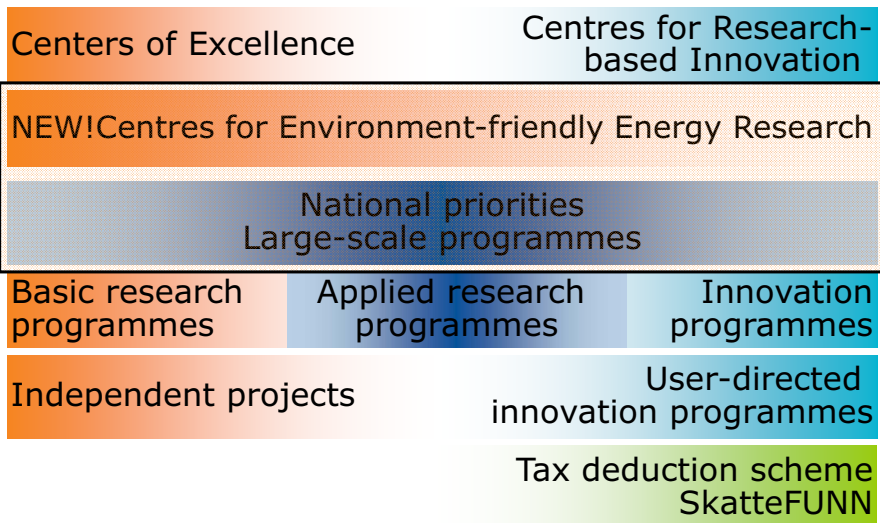 Centers of Excellence
Centres for Research-
based Innovation
NEW!Centres for Environment-friendly Energy Research
National priorities
Large-scale programmes
Basic research
programmes
Applied research
programmes
Innovation
programmes
Independent projects
User-directed
innovation programmes
Tax deduction scheme
SkatteFUNN